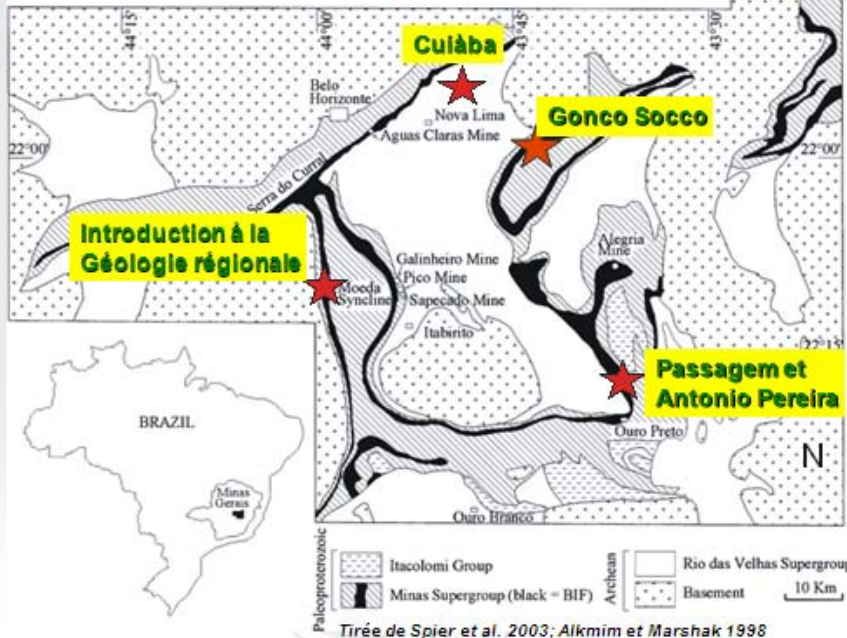 44°15'
44°00'
43°45'
43°30'
Cuiàba
Belo
Horizonte
Nova Lima
Aguas Claras Mine
Gonco Socco
22°00'
22°00'
Serra do Curral
Introduction à la
Géologie régionale
Alegria
Mine
Galinheiro Mine
Pico Mine
Moeda
Syncline
Sapecado Mine
Itabirito
22°15'
Passagem et
Antonio Pereira
BRAZIL
Ouro Preto
N
Minas
Gerais
Ouro Branco
Paleoproterozoic
Itacolomi Group
Minas Supergroup (black = BIF)
Archean
Rio das Velhas Supergroup
Basement
10 Km
Tirée de Spier et al. 2003; Alkmim et Marshak 1998